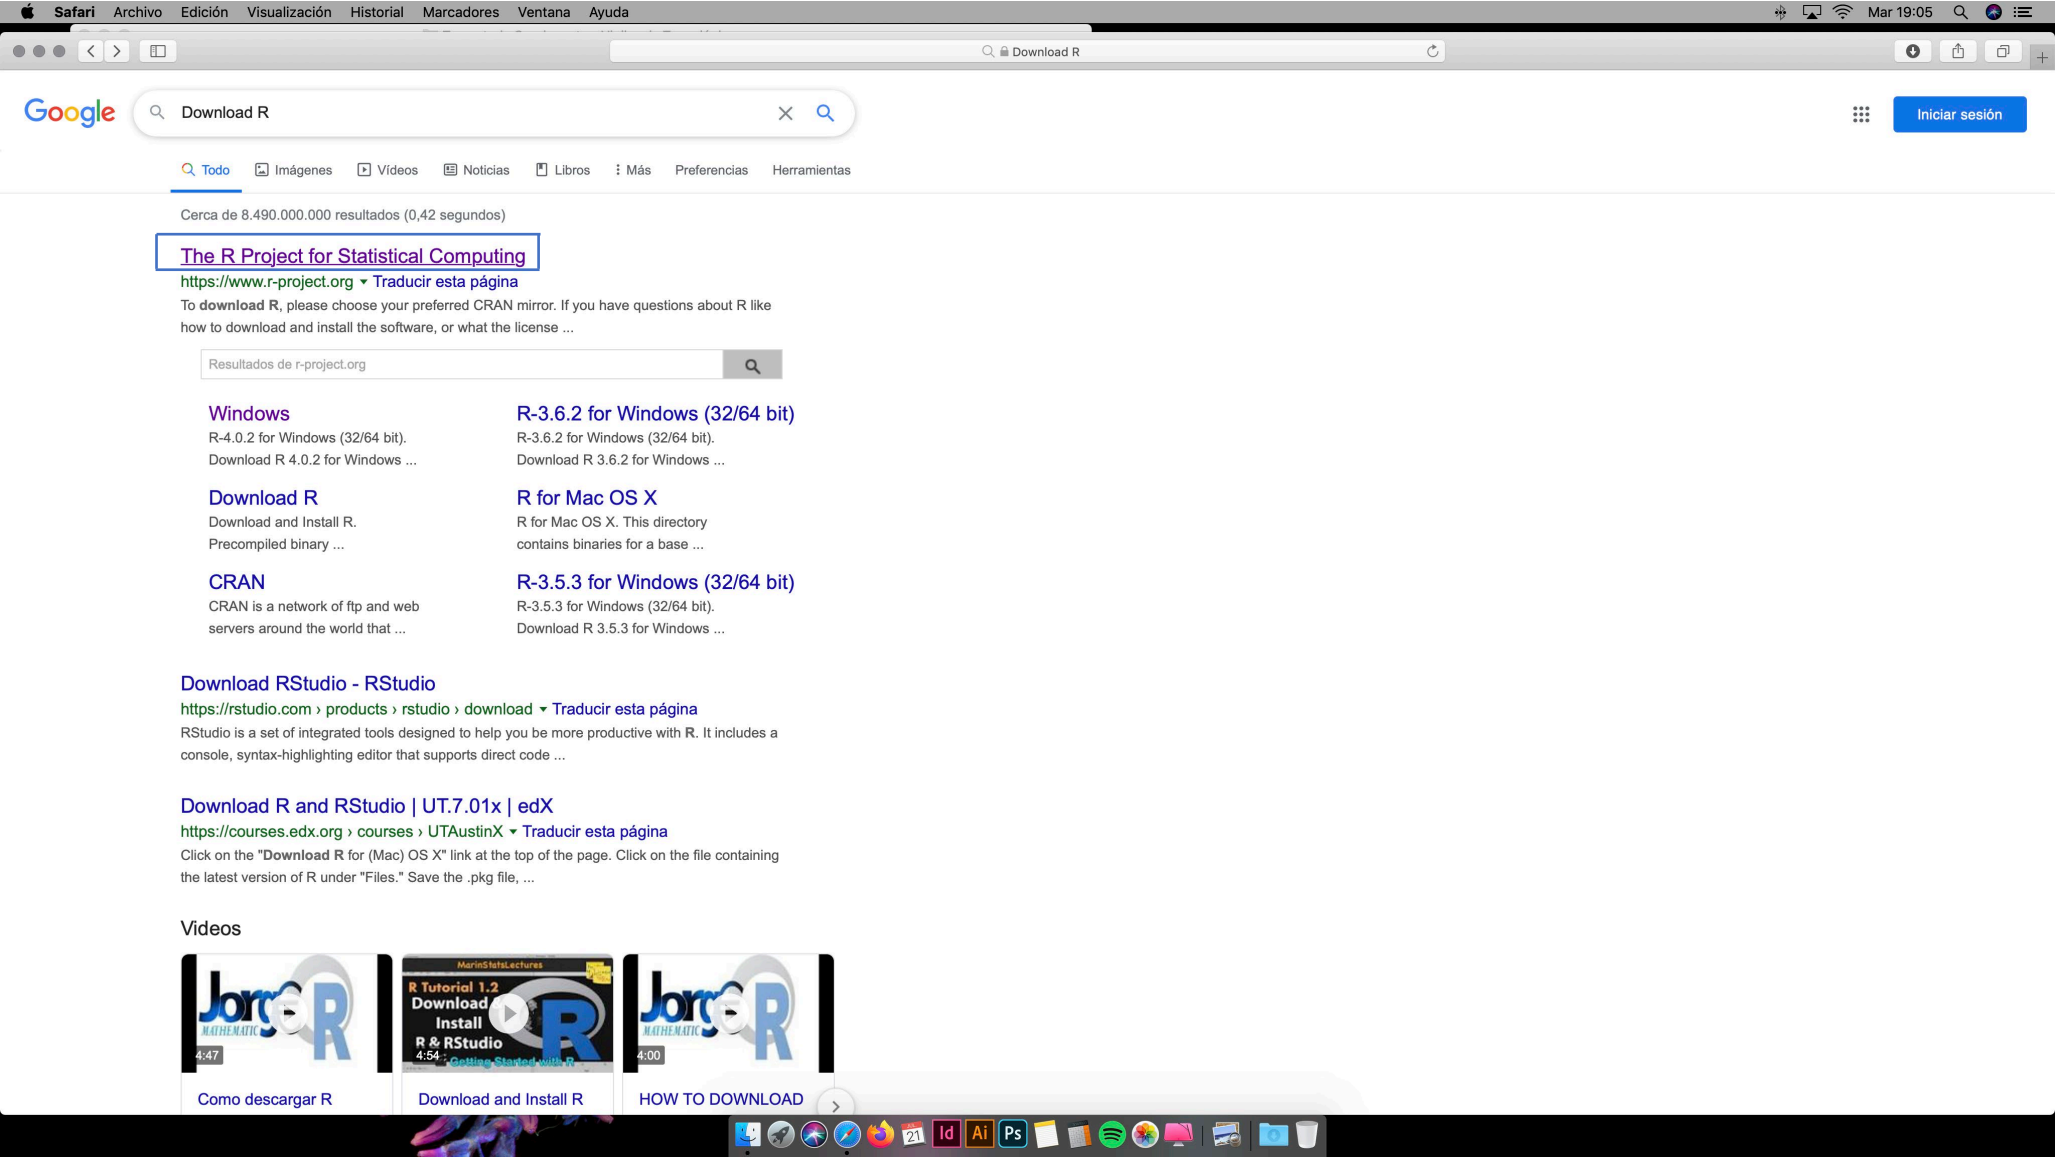 Safari Archivo Edición Visualización Historial Marcadores Ventana Ayuda
Mar 19:05
Download R
Google
Download R
Iniciar sesión
Todo Imágenes Vídeos Noticias Libros Más Preferencias Herramientas
Cerca de 8.490.000.000 resultados (0,42 segundos)
The R Project for Statistical Computing
https://www.r-project.org Traducir esta página
To download R, please choose your preferred CRAN mirror. If you have questions about R like
how to download and install the software, or what the license ...
Resultados de r-project.org
Windows
R-4.0.2 for Windows (32/64 bit).
Download R 4.0.2 for Windows ...
R-3.6.2 for Windows (32/64 bit)
R-3.6.2 for Windows (32/64 bit).
Download R 3.6.2 for Windows ...
Download R
Download and Install R.
Precompiled binary ...
R for Mac OS X
R for Mac OS X. This directory
contains binaries for a base ...
CRAN
CRAN is a network of ftp and web
servers around the world that ...
R-3.5.3 for Windows (32/64 bit)
R-3.5.3 for Windows (32/64 bit).
Download R 3.5.3 for Windows ...
Download RStudio - RStudio
https://rstudio.com › products › rstudio › download Traducir esta página
RStudio is a set of integrated tools designed to help you be more productive with R. It includes a
console, syntax-highlighting editor that supports direct code ...
Download R and RStudio | UT.7.01x | edX
https://courses.edx.org › courses › UTAustinX Traducir esta página
Click on the "Download R for (Mac) OS X" link at the top of the page. Click on the file containing
the latest version of R under "Files." Save the .pkg file, ...
Videos
R
MATHEMATIC
4:47
Como descargar R
MarinStatsLectures
R Tutorial 1.2
Download
Install
R & RStudio
R
4:54
Getting Started with R
Download and Install R
R
MATHEMATIC
4:00
HOW TO DOWNLOAD
21
Id
Ai
Ps